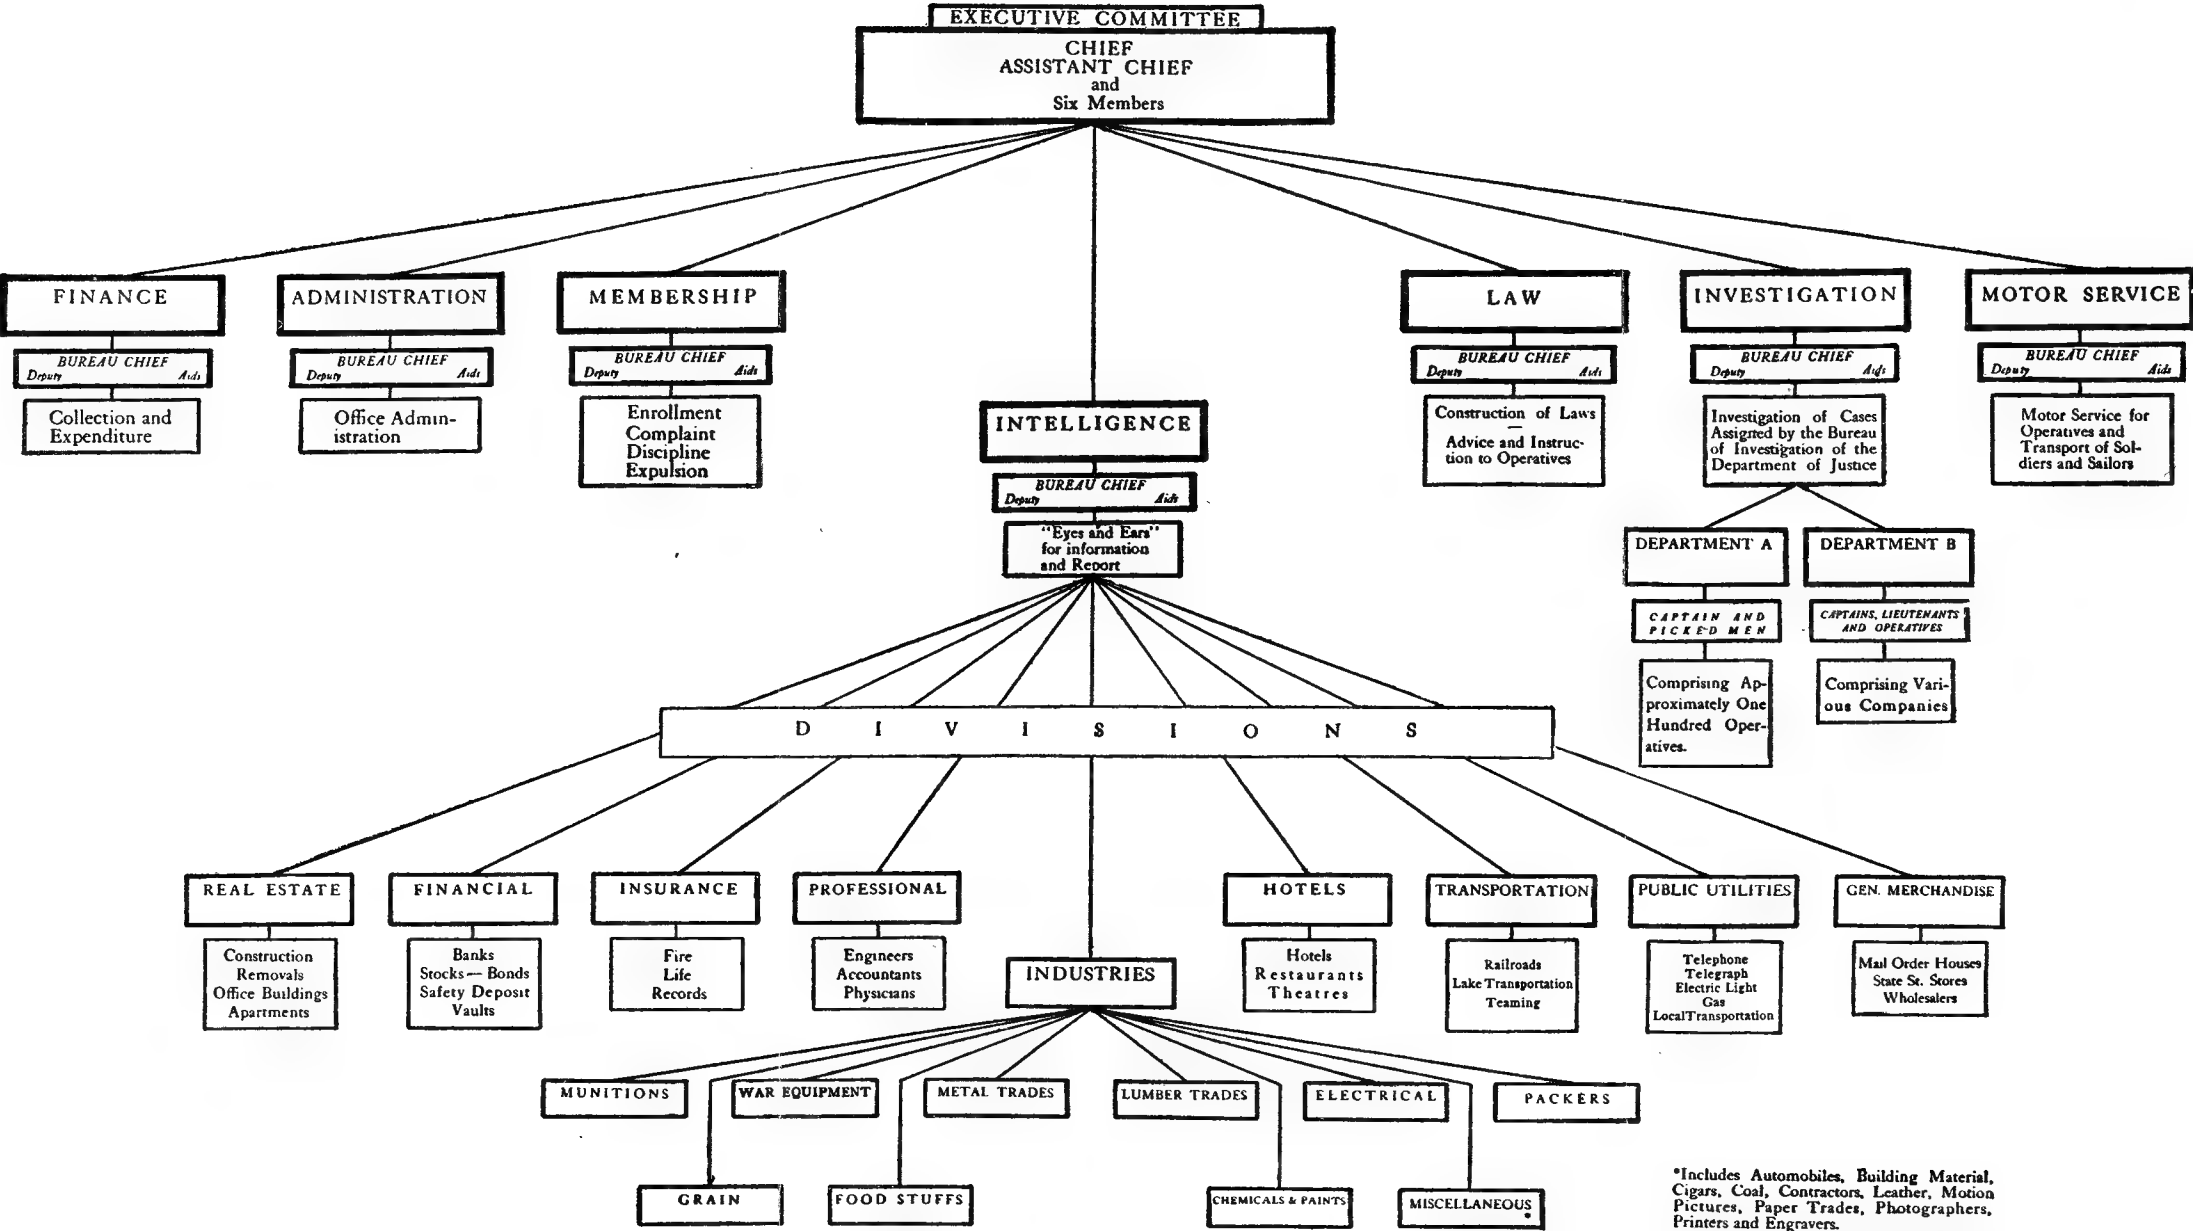 EXECUTIVE COMMITTEE
CHIEF
ASSISTANT CHIEF
and
Six Members
FINANCE
BUREAU CHIEF
Deputy Aids
Collection and
Expenditure
ADMINISTRATION
BUREAU CHIEF
Deputy Aids
Office Admin-
istration
MEMBERSHIP
BUREAU CHIEF
Deputy Aids
Enrollment
Complaint
Discipline
Expulsion
INTELLIGENCE
BUREAU CHIEF
Deputy Aids
"Eyes and Ears"
for information
and Report
LAW
BUREAU CHIEF
Deputy Aids
Construction of Laws
—
Advice and Instruc-
tion to Operatives
INVESTIGATION
BUREAU CHIEF
Deputy Aids
Investigation of Cases
Assigned by the Bureau
of Investigation of the
Department of Justice
MOTOR SERVICE
BUREAU CHIEF
Deputy Aids
Motor Service for
Operatives and
Transport of Sol-
diers and Sailors
DEPARTMENT A
CAPTAIN AND
PICKED MEN
Comprising Ap-
proximately One
Hundred Oper-
atives.
DEPARTMENT B
CAPTAINS, LIEUTENANTS
AND OPERATIVES
Comprising Vari-
ous Companies
DIVISIONS
REAL ESTATE
Construction
Removals
Office Buildings
Apartments
FINANCIAL
Banks
Stocks — Bonds
Safety Deposit
Vaults
INSURANCE
Fire
Life
Records
PROFESSIONAL
Engineers
Accountants
Physicians
INDUSTRIES
HOTELS
Hotels
Restaurants
Theatres
TRANSPORTATION
Railroads
Lake Transportation
Teaming
PUBLIC UTILITIES
Telephone
Telegraph
Electric Light
Gas
Local Transportation
GEN. MERCHANDISE
Mail Order Houses
State St. Stores
Wholesalers
MUNITIONS
WAR EQUIPMENT
METAL TRADES
LUMBER TRADES
ELECTRICAL
PACKERS
GRAIN
FOOD STUFFS
CHEMICALS & PAINTS
MISCELLANEOUS
*
*Includes Automobiles, Building Material,
Cigars, Coal, Contractors, Leather, Motion
Pictures, Paper Trades, Photographers,
Printers and Engravers.